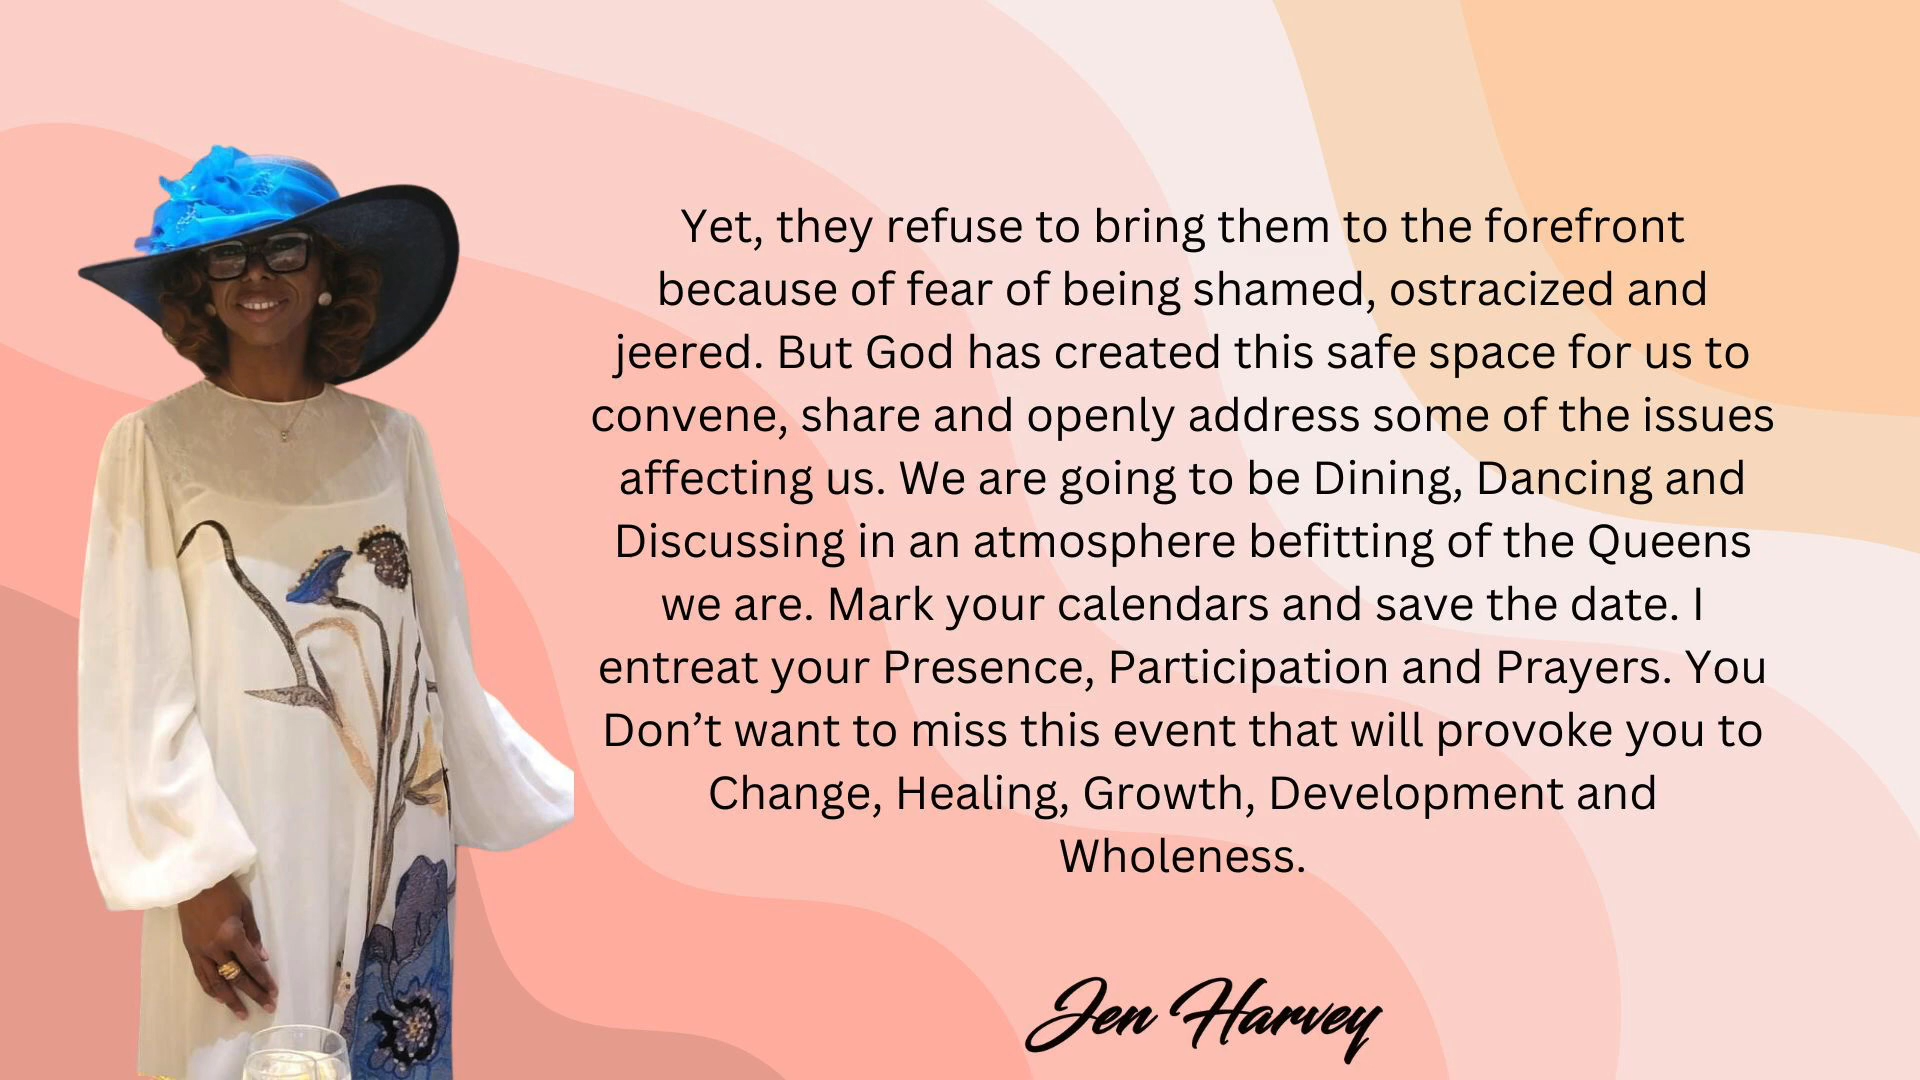 Yet, they refuse to bring them to the forefront
because of fear of being shamed, ostracized and
jeered. But God has created this safe space for us to
convene, share and openly address some of the issues
affecting us. We are going to be Dining, Dancing and
Discussing in an atmosphere befitting of the Queens
we are. Mark your calendars and save the date. I
entreat your Presence, Participation and Prayers. You
Don’t want to miss this event that will provoke you to
Change, Healing, Growth, Development and
Wholeness.
Jen Harvey